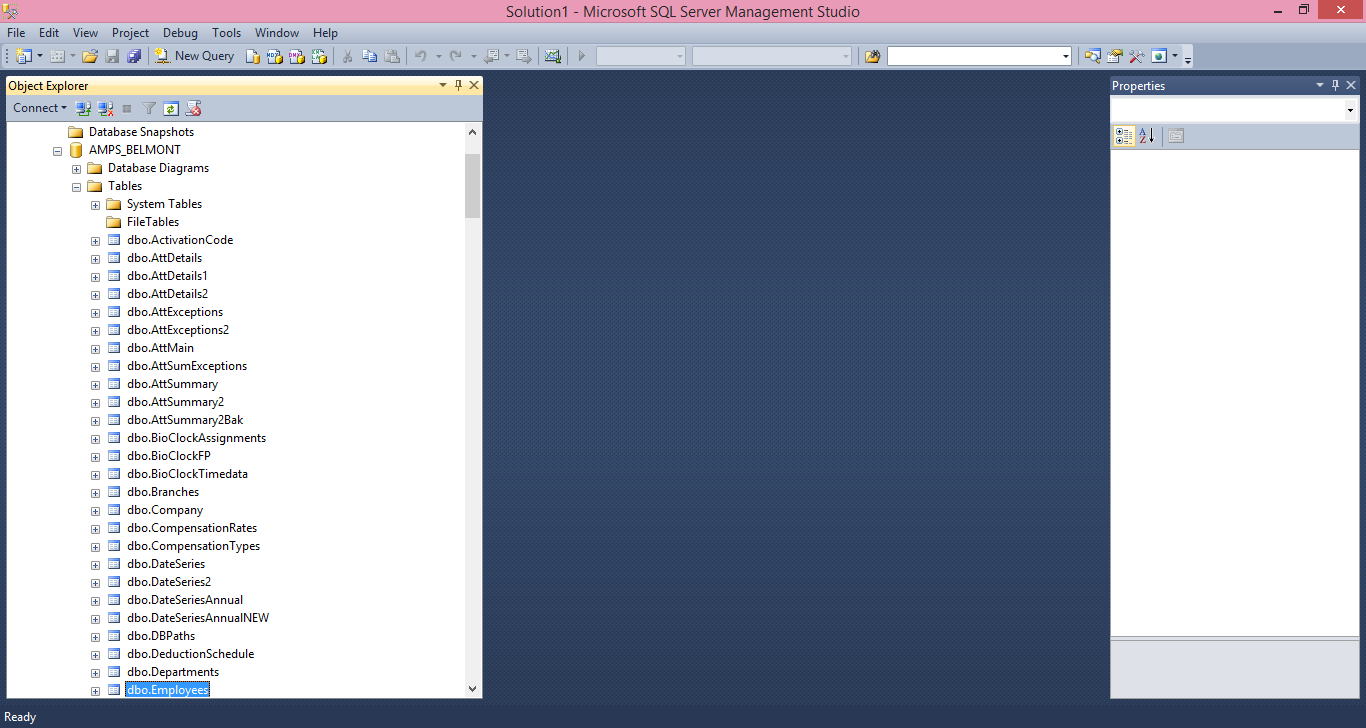 Solution1 - Microsoft SQL Server Management Studio
File Edit View Project Debug Tools Window Help
New Query
Object Explorer
Connect
Database Snapshots
AMPS_BELMONT
Database Diagrams
Tables
System Tables
FileTables
dbo.ActivationCode
dbo.AttDetails
dbo.AttDetails1
dbo.AttDetails2
dbo.AttExceptions
dbo.AttExceptions2
dbo.AttMain
dbo.AttSumExceptions
dbo.AttSummary
dbo.AttSummary2
dbo.AttSummary2Bak
dbo.BioClockAssignments
dbo.BioClockFP
dbo.BioClockTimedata
dbo.Branches
dbo.Company
dbo.CompensationRates
dbo.CompensationTypes
dbo.DateSeries
dbo.DateSeries2
dbo.DateSeriesAnnual
dbo.DateSeriesAnnualNEW
dbo.DBPaths
dbo.DeductionSchedule
dbo.Departments
dbo.Employees
Properties
Ready